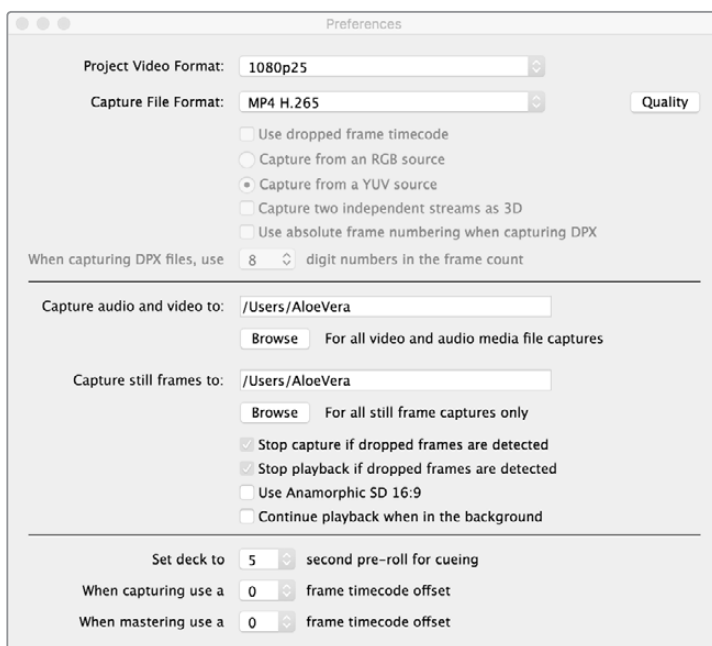 Preferences
Project Video Format: 1080p25
Capture File Format: MP4 H.265 Quality
Use dropped frame timecode
Capture from an RGB source
Capture from a YUV source
Capture two independent streams as 3D
Use absolute frame numbering when capturing DPX
When capturing DPX files, use 8 digit numbers in the frame count
Capture audio and video to: /Users/AloeVera
Browse For all video and audio media file captures
Capture still frames to: /Users/AloeVera
Browse For all still frame captures only
Stop capture if dropped frames are detected
Stop playback if dropped frames are detected
Use Anamorphic SD 16:9
Continue playback when in the background
Set deck to 5 second pre-roll for cueing
When capturing use a 0 frame timecode offset
When mastering use a 0 frame timecode offset